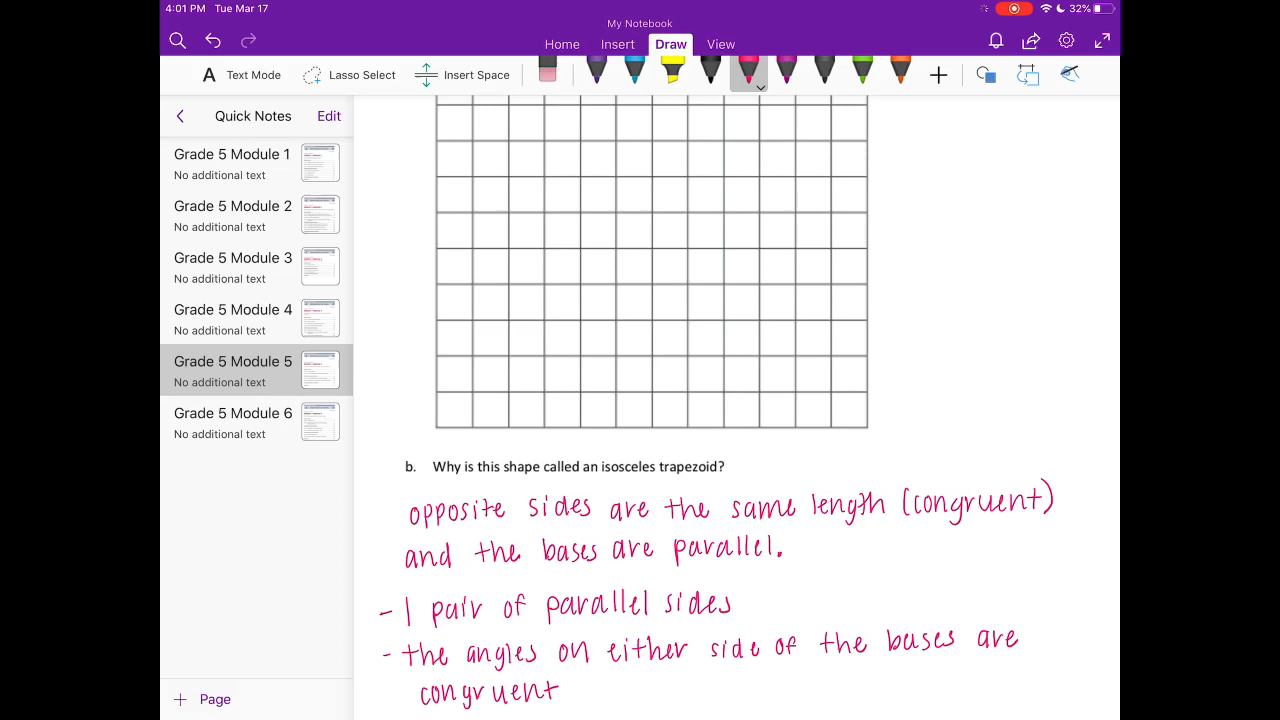 4:01 PM Tue Mar 17
32%
My Notebook
Home Insert Draw View
Text Mode Lasso Select Insert Space
Quick Notes Edit
Grade 5 Module 1
No additional text
Grade 5 Module 2
No additional text
Grade 5 Module 3
No additional text
Grade 5 Module 4
No additional text
Grade 5 Module 5
No additional text
Grade 5 Module 6
No additional text
Page
b. Why is this shape called an isosceles trapezoid?
opposite sides are the same length (congruent)
and the bases are parallel.
- 1 pair of parallel sides
- the angles on either side of the bases are
congruent